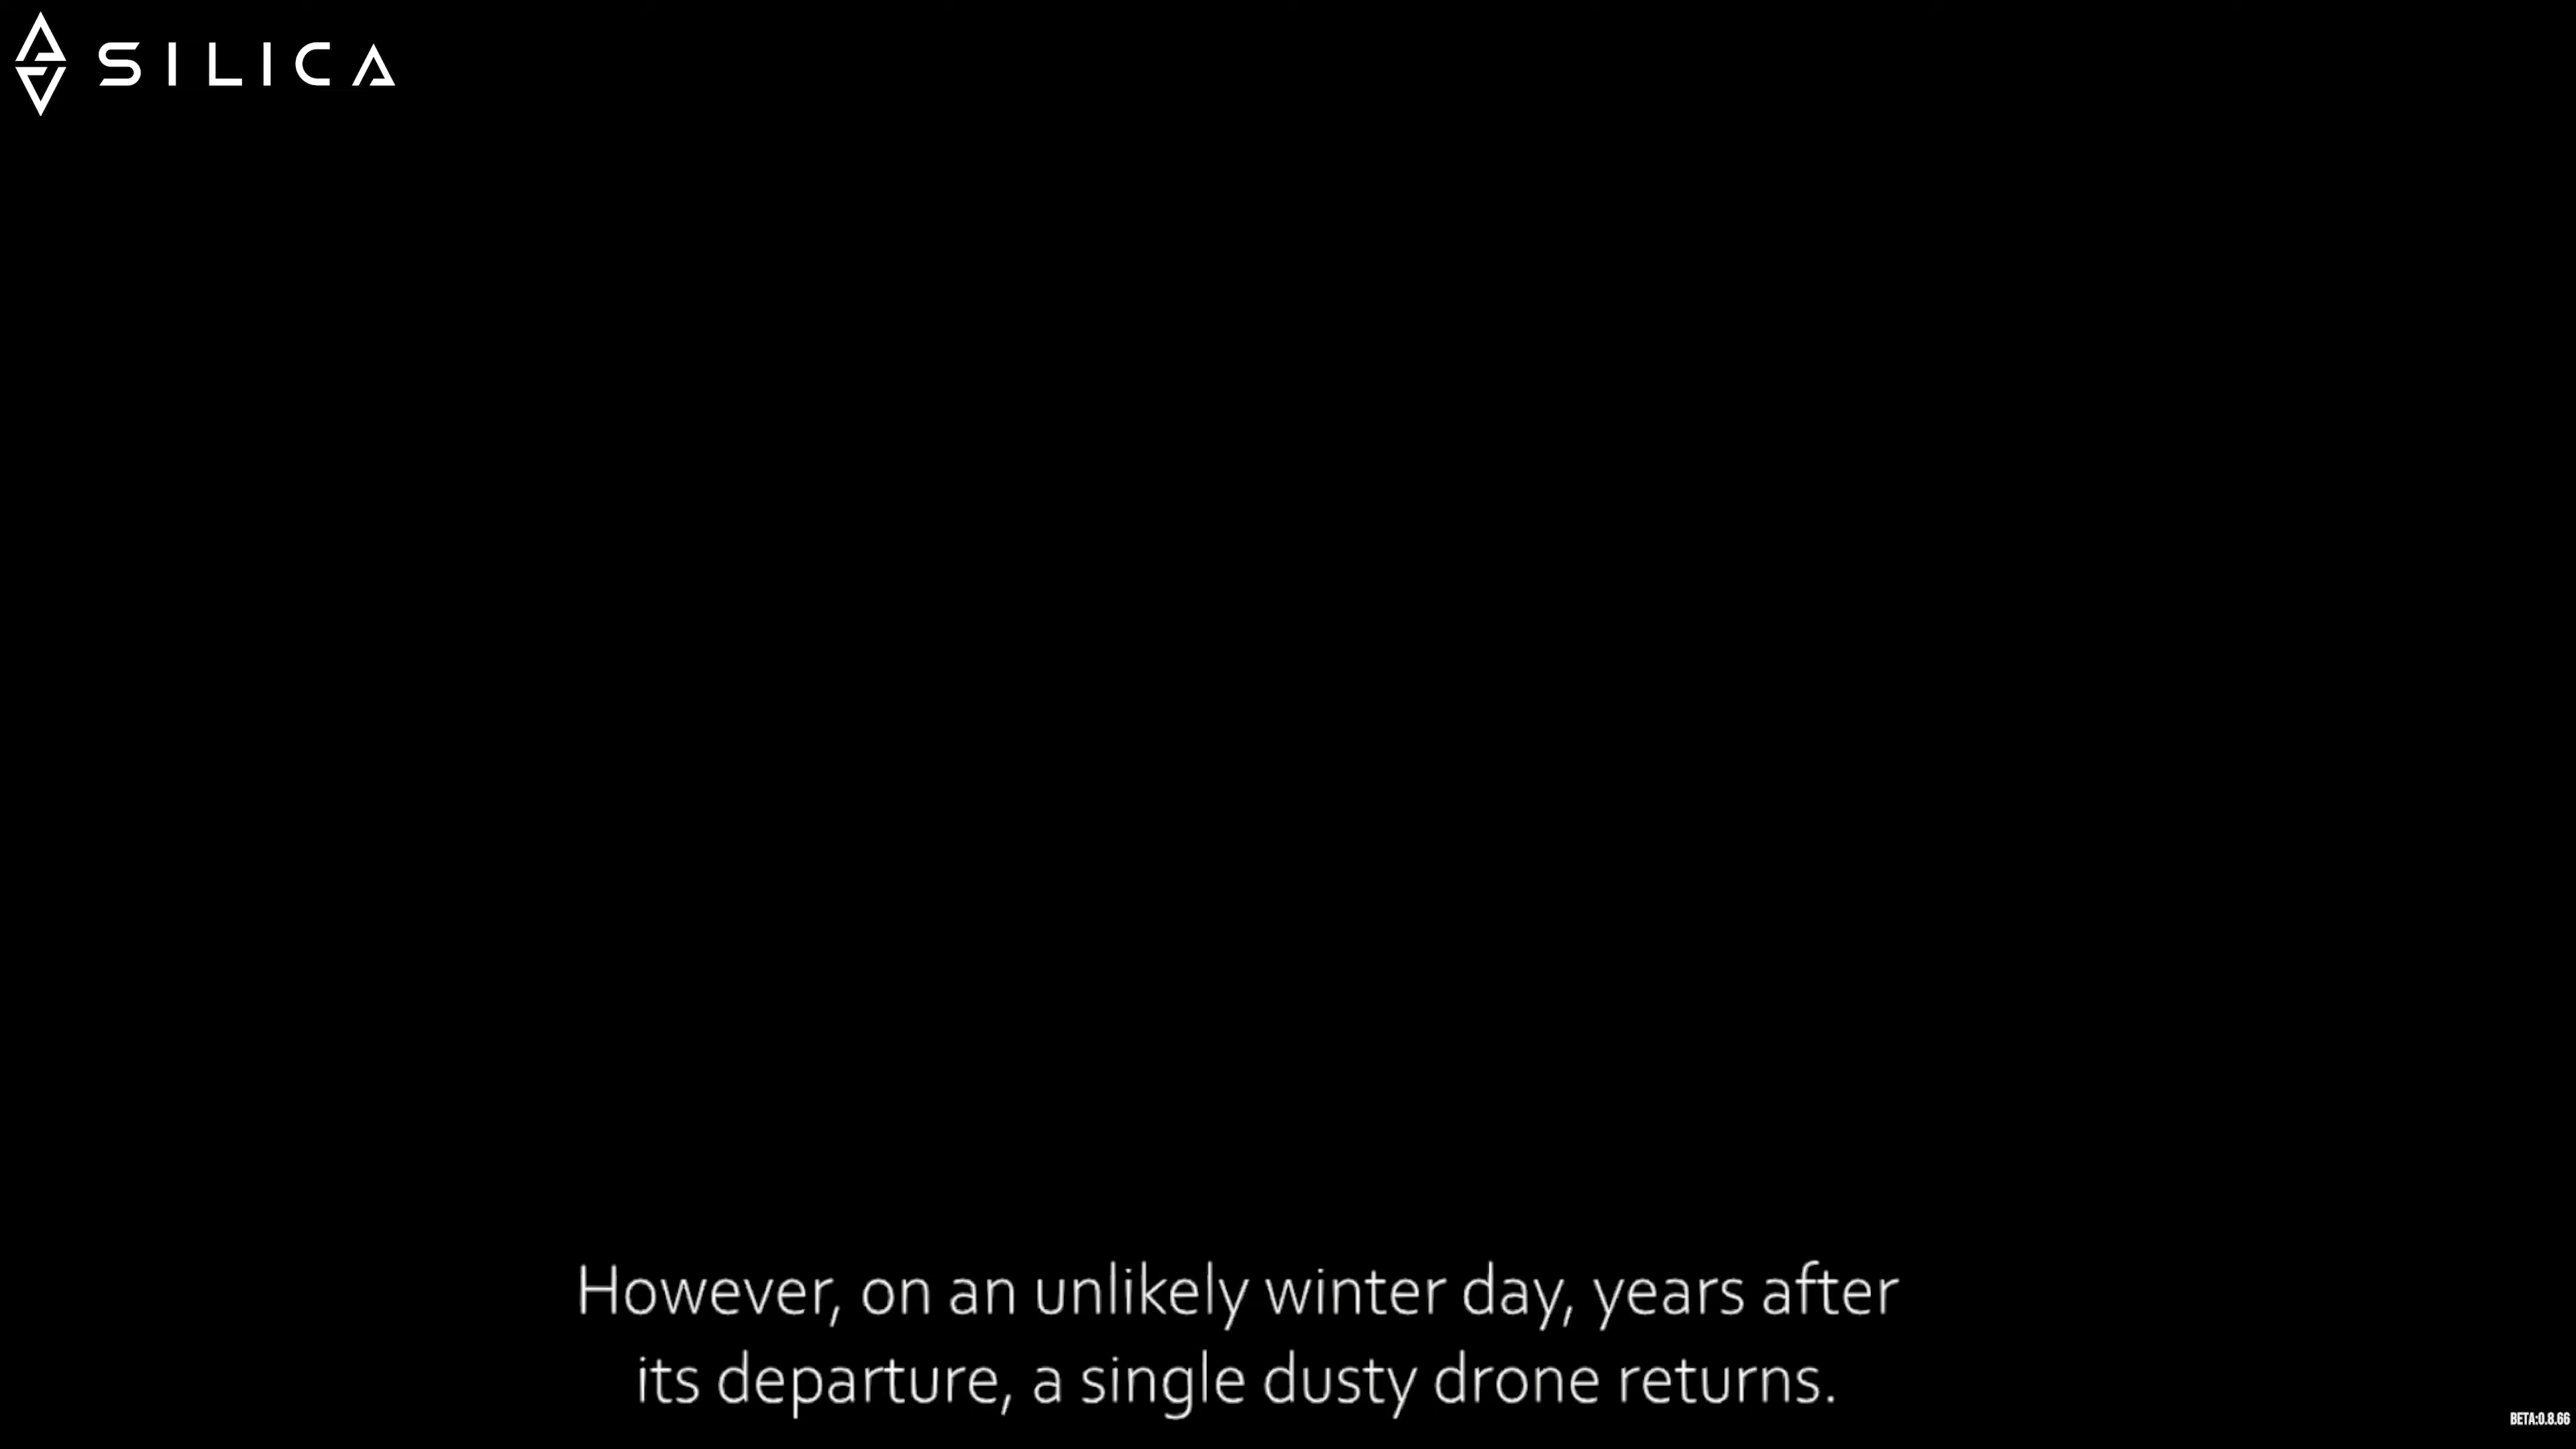 SILICA
However, on an unlikely winter day, years after
its departure, a single dusty drone returns.
BETA:0.8.66